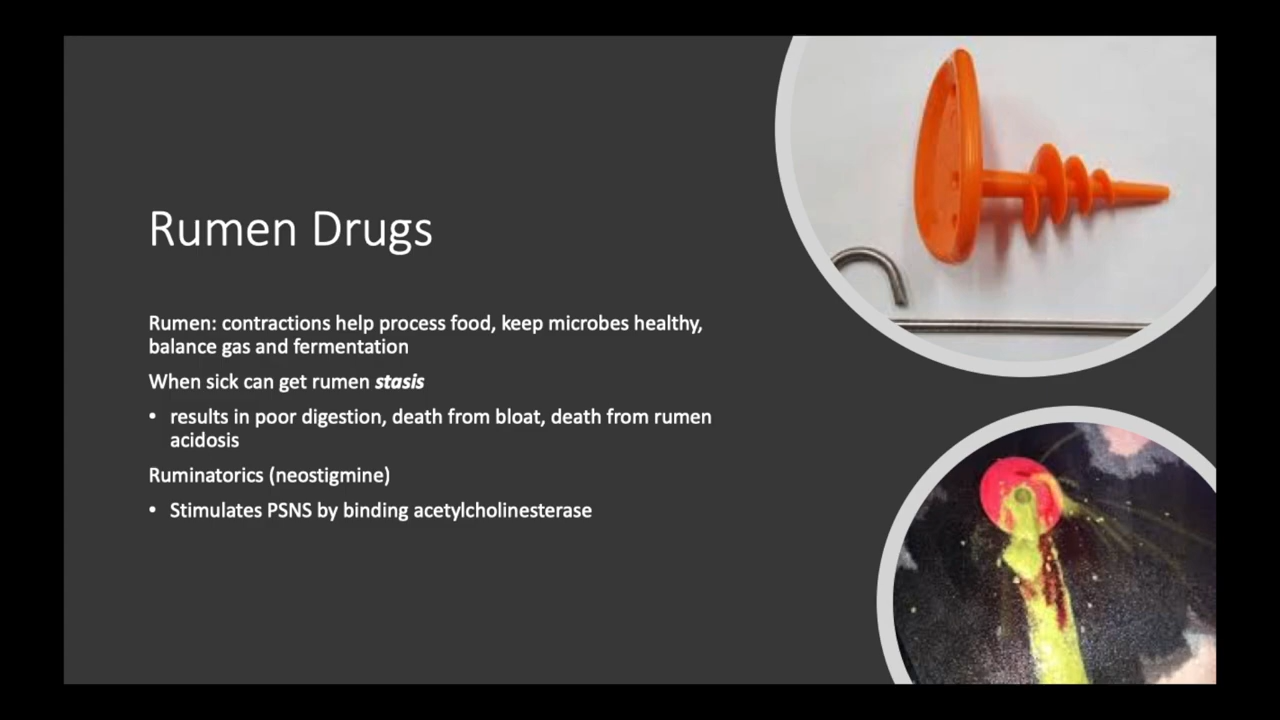 Rumen Drugs
Rumen: contractions help process food, keep microbes healthy,
balance gas and fermentation
When sick can get rumen stasis
• results in poor digestion, death from bloat, death from rumen
acidosis
Ruminatorics (neostigmine)
• Stimulates PSNS by binding acetylcholinesterase